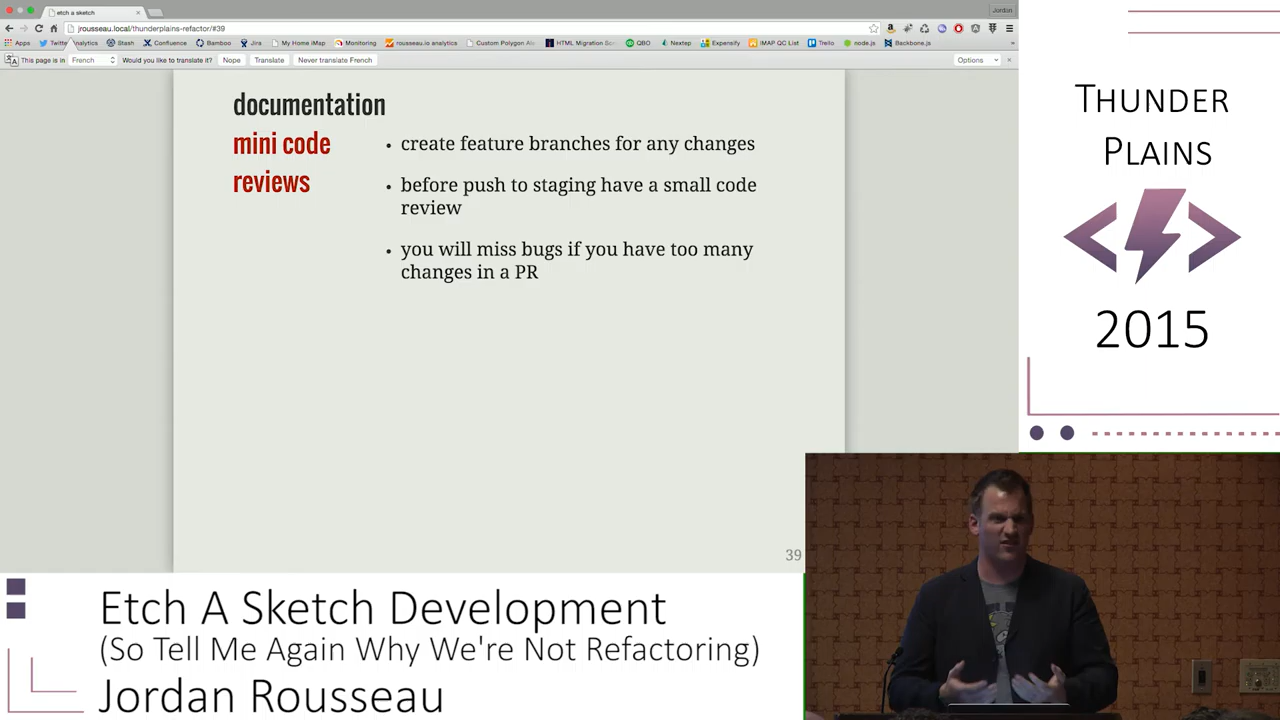 etch a sketch
Jordan
jrousseau.local/thunderplains-refactor/#39
Apps
Twitter Analytics
Stash
Confluence
Bamboo
Jira
My Home iMap
Monitoring
rousseau.io analytics
Custom Polygon Al
HTML Migration Scri
QBO
Nextep
Expensify
IMAP QC List
Trello
node.js
Backbone.js
This page is in French Would you like to translate it? Nope Translate Never translate French Options
documentation
mini code
reviews
• create feature branches for any changes
• before push to staging have a small code
review
• you will miss bugs if you have too many
changes in a PR
39
THUNDER
PLAINS
2015
Etch A Sketch Development
(So Tell Me Again Why We're Not Refactoring)
Jordan Rousseau